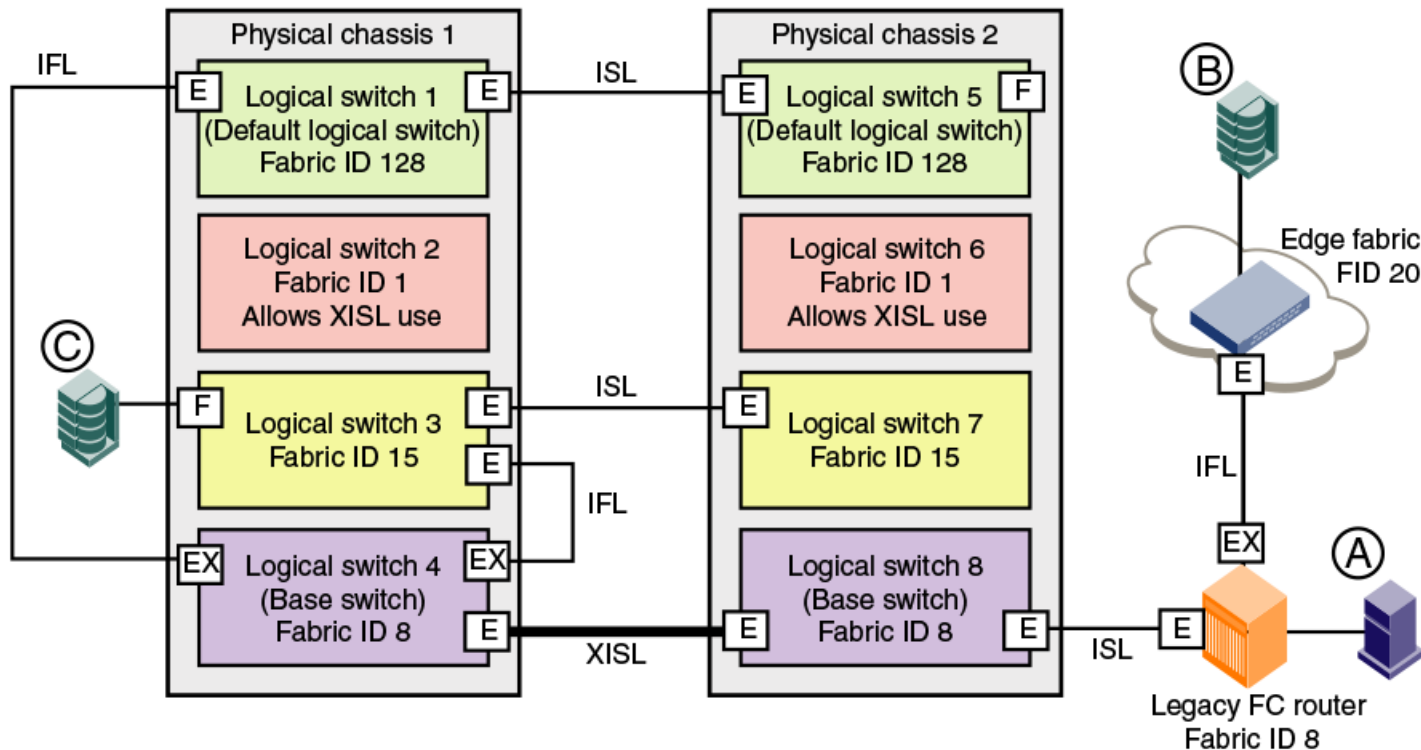 Physical chassis 1
IFL
E
Logical switch 1
(Default logical switch)
Fabric ID 128
E
Logical switch 2
Fabric ID 1
Allows XISL use
C
F
Logical switch 3
Fabric ID 15
E
E
IFL
EX
Logical switch 4
(Base switch)
Fabric ID 8
EX
E
ISL
ISL
XISL
Physical chassis 2
E
Logical switch 5
(Default logical switch)
Fabric ID 128
F
Logical switch 6
Fabric ID 1
Allows XISL use
E
Logical switch 7
Fabric ID 15
E
Logical switch 8
(Base switch)
Fabric ID 8
E
ISL
B
Edge fabric
FID 20
E
IFL
EX
A
E
Legacy FC router
Fabric ID 8